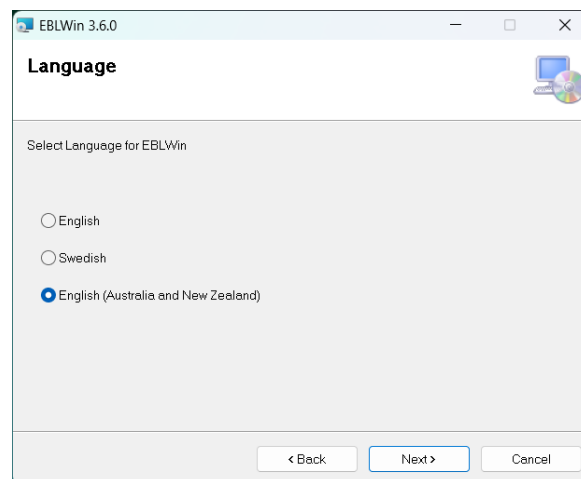 EBLWin 3.6.0
Language
Select Language for EBLWin
English
Swedish
English (Australia and New Zealand)
< Back
Next >
Cancel